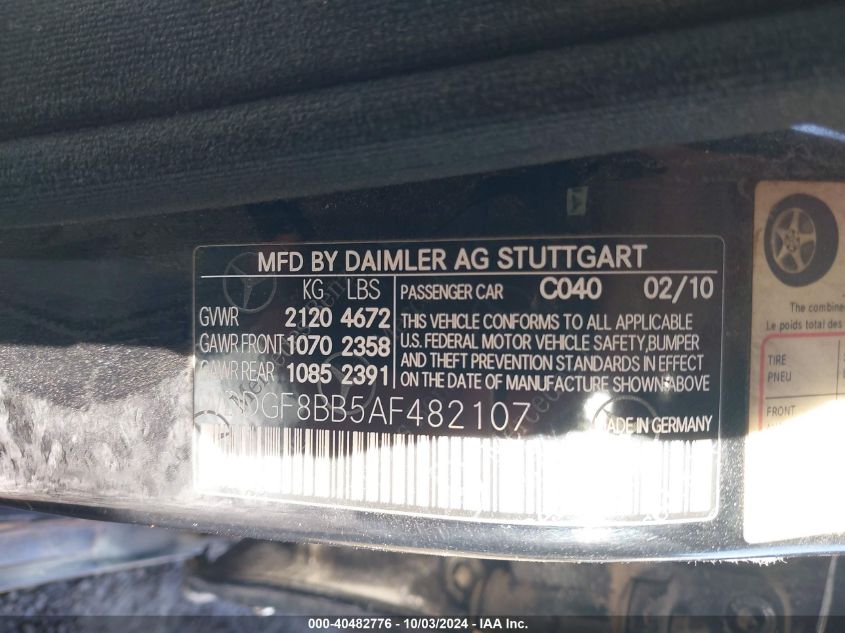 MFD BY DAIMLER AG STUTTGART
KG LBS
GVWR 2120 4672
GAWR FRONT 1070 2358
GAWR REAR 1085 2391
PASSENGER CAR C040 02/10
THIS VEHICLE CONFORMS TO ALL APPLICABLE
U.S. FEDERAL MOTOR VEHICLE SAFETY, BUMPER
AND THEFT PREVENTION STANDARDS IN EFFECT
ON THE DATE OF MANUFACTURE SHOWN ABOVE
GF8BB5AF482107
MADE IN GERMANY
The combine
Le poids total des
TIRE
PNEU
FRONT
000-40482776 - 10/03/2024 - IAA Inc.